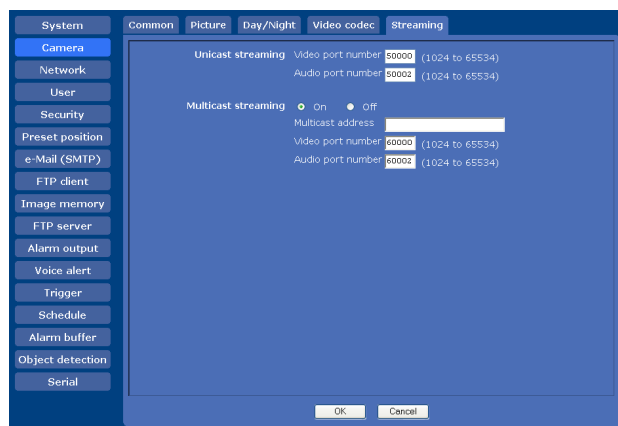 System
Camera
Network
User
Security
Preset position
e-Mail (SMTP)
FTP client
Image memory
FTP server
Alarm output
Voice alert
Trigger
Schedule
Alarm buffer
Object detection
Serial
Common Picture Day/Night Video codec Streaming
Unicast streaming Video port number 50000 (1024 to 65534)
Audio port number 50002 (1024 to 65534)
Multicast streaming On Off
Multicast address
Video port number 60000 (1024 to 65534)
Audio port number 60002 (1024 to 65534)
OK Cancel